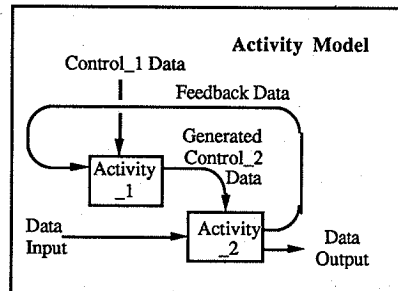 Activity Model
Control_1 Data
Feedback Data
Generated
Control_2
Data
Activity
_1
Data
Input
Activity
_2
Data
Output